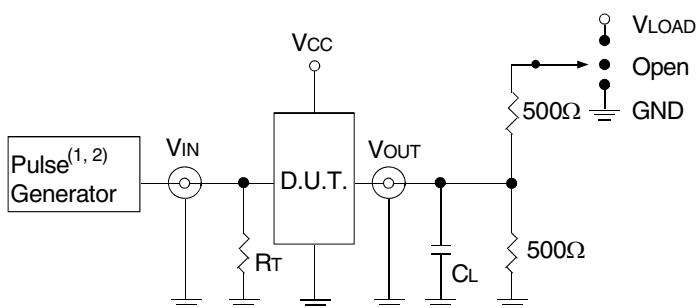 VLOAD
VCC
Open
500Ω
GND
VIN
VOUT
Pulse(1, 2)
Generator
D.U.T.
500Ω
RT
CL